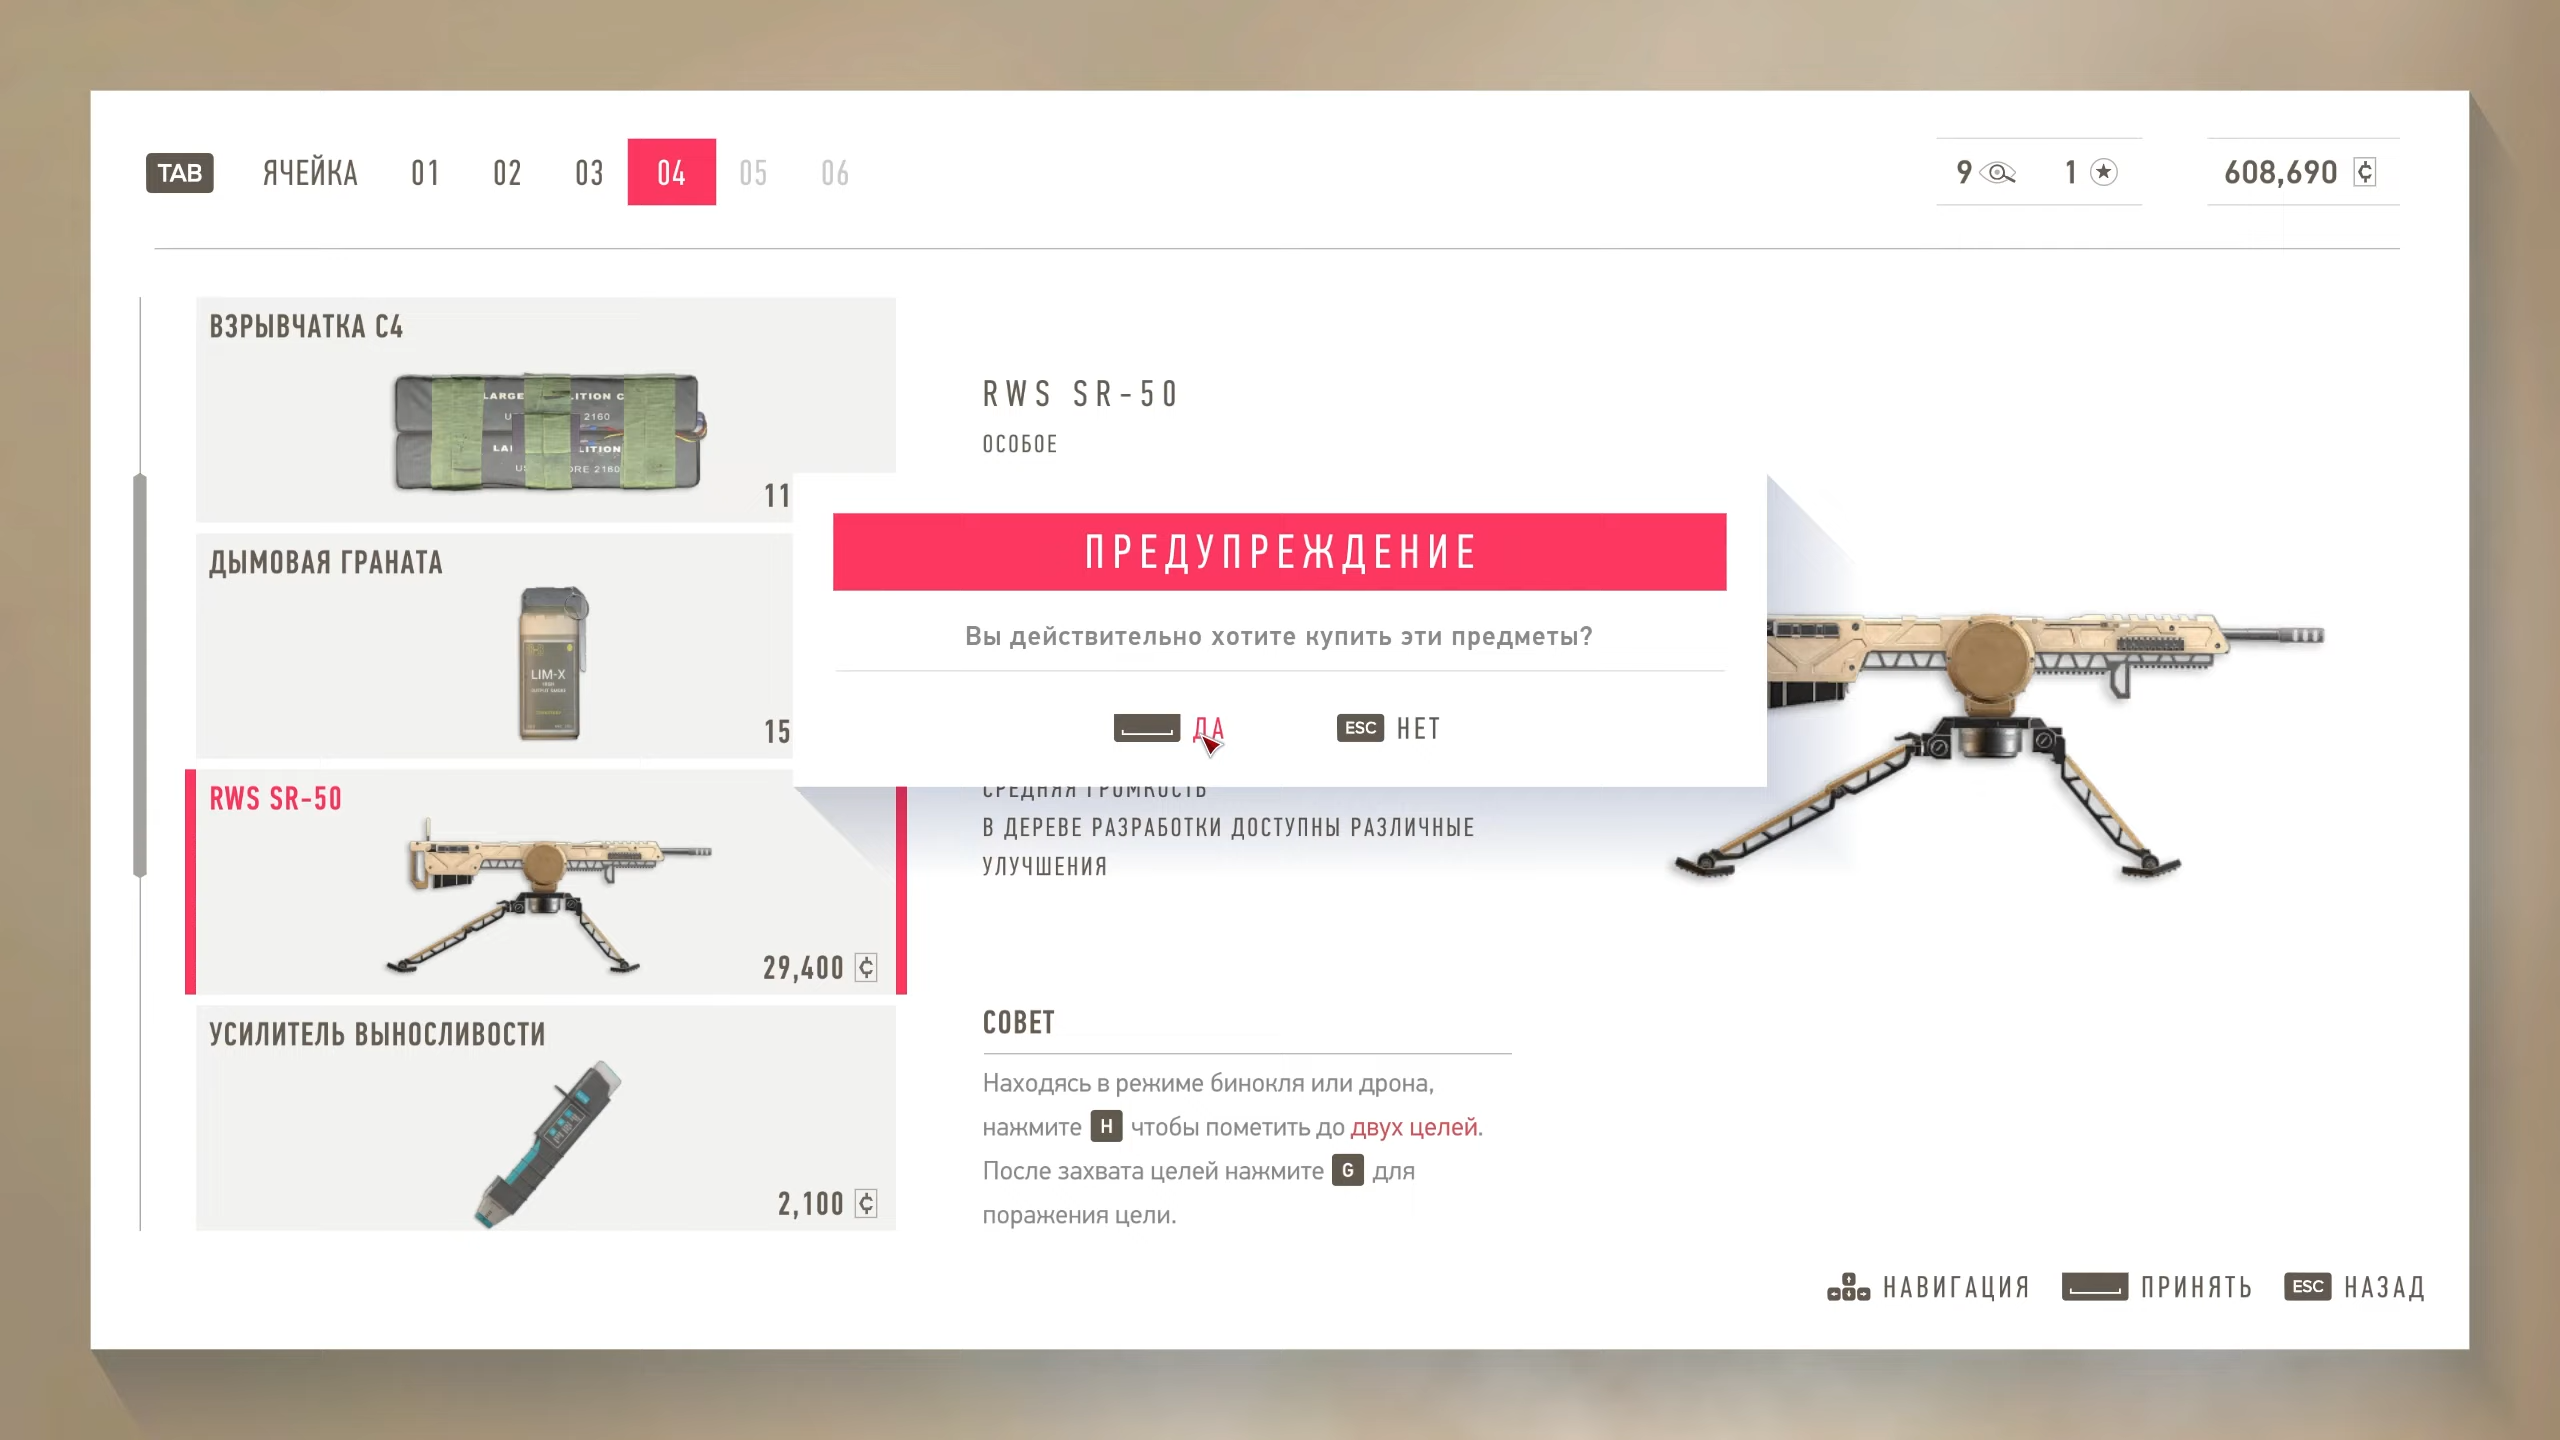 TAB ЯЧЕЙКА 01 02 03 04 05 06 9 1 608,690
ВЗРЫВЧАТКА C4
11
ДЫМОВАЯ ГРАНАТА
LIM-X
15
RWS SR-50
29,400
УСИЛИТЕЛЬ ВЫНОСЛИВОСТИ
2,100
RWS SR-50
ОСОБОЕ
ПРЕДУПРЕЖДЕНИЕ
Вы действительно хотите купить эти предметы?
ДА ESC НЕТ
СРЕДНЯЯ ГРОМКОСТЬ
В ДЕРЕВЕ РАЗРАБОТКИ ДОСТУПНЫ РАЗЛИЧНЫЕ
УЛУЧШЕНИЯ
СОВЕТ
Находясь в режиме бинокля или дрона,
нажмите H чтобы пометить до двух целей.
После захвата целей нажмите G для
поражения цели.
НАВИГАЦИЯ ПРИНЯТЬ ESC НАЗАД